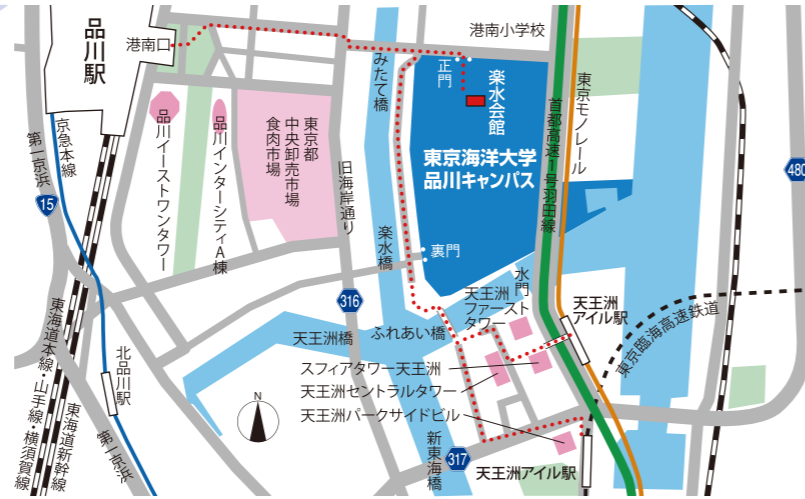 品川駅
港南口
港南小学校
みたて橋
正門
楽水会館
東京モノレール
首都高速1号羽田線
東京海洋大学
品川キャンパス
京急本線
第一京浜
15
品川イーストワンタワー
品川インターシティA棟
東京都
中央卸売市場
食肉市場
旧海岸通り
楽水橋
裏門
水門
480
316
天王洲
ファースト
タワー
天王洲
アイル駅
東京臨海高速鉄道
天王洲橋
ふれあい橋
スフィアタワー天王洲
天王洲セントラルタワー
天王洲パークサイドビル
北品川駅
東海道本線・山手線・横須賀線
東海道新幹線
第一京浜
N
新東海橋
317
天王洲アイル駅